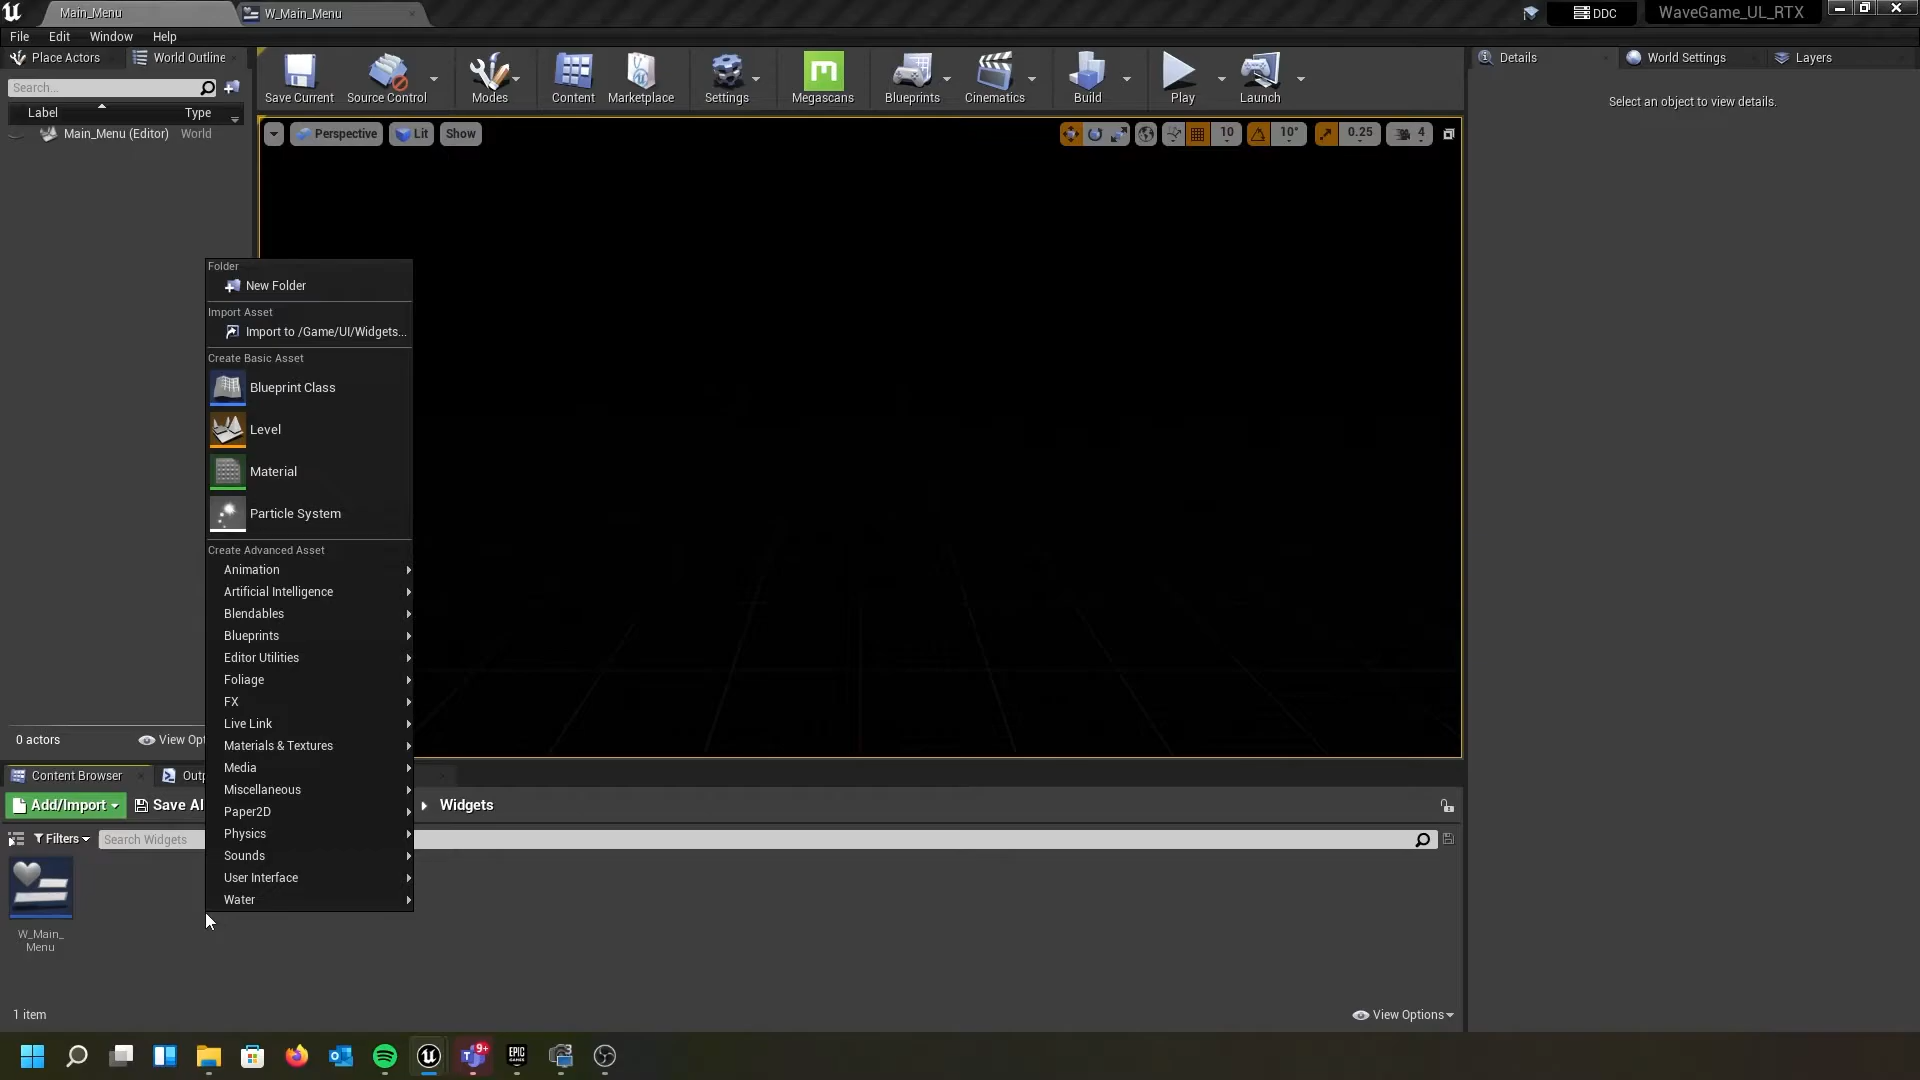 Main_Menu
W_Main_Menu
DDC
WaveGame_UL_RTX
File
Edit
Window
Help
Place Actors
World Outline
Details
World Settings
Layers
Search...
Save Current
Source Control
Modes
Content
Marketplace
Settings
Megascans
Blueprints
Cinematics
Build
Play
Launch
Select an object to view details.
Label
Type
Main_Menu (Editor)
World
Perspective
Lit
Show
10
10°
0.25
4
Folder
New Folder
Import Asset
Import to /Game/UI/Widgets...
Create Basic Asset
Blueprint Class
Level
Material
Particle System
Create Advanced Asset
Animation
Artificial Intelligence
Blendables
Blueprints
Editor Utilities
Foliage
FX
Live Link
Materials & Textures
Media
Miscellaneous
Paper2D
Physics
Sounds
User Interface
Water
0 actors
View Opt
Content Browser
Outp
Add/Import
Save Al
Widgets
Filters
Search Widgets
W_Main_
Menu
1 item
View Options
9+
EPIC
GAMES